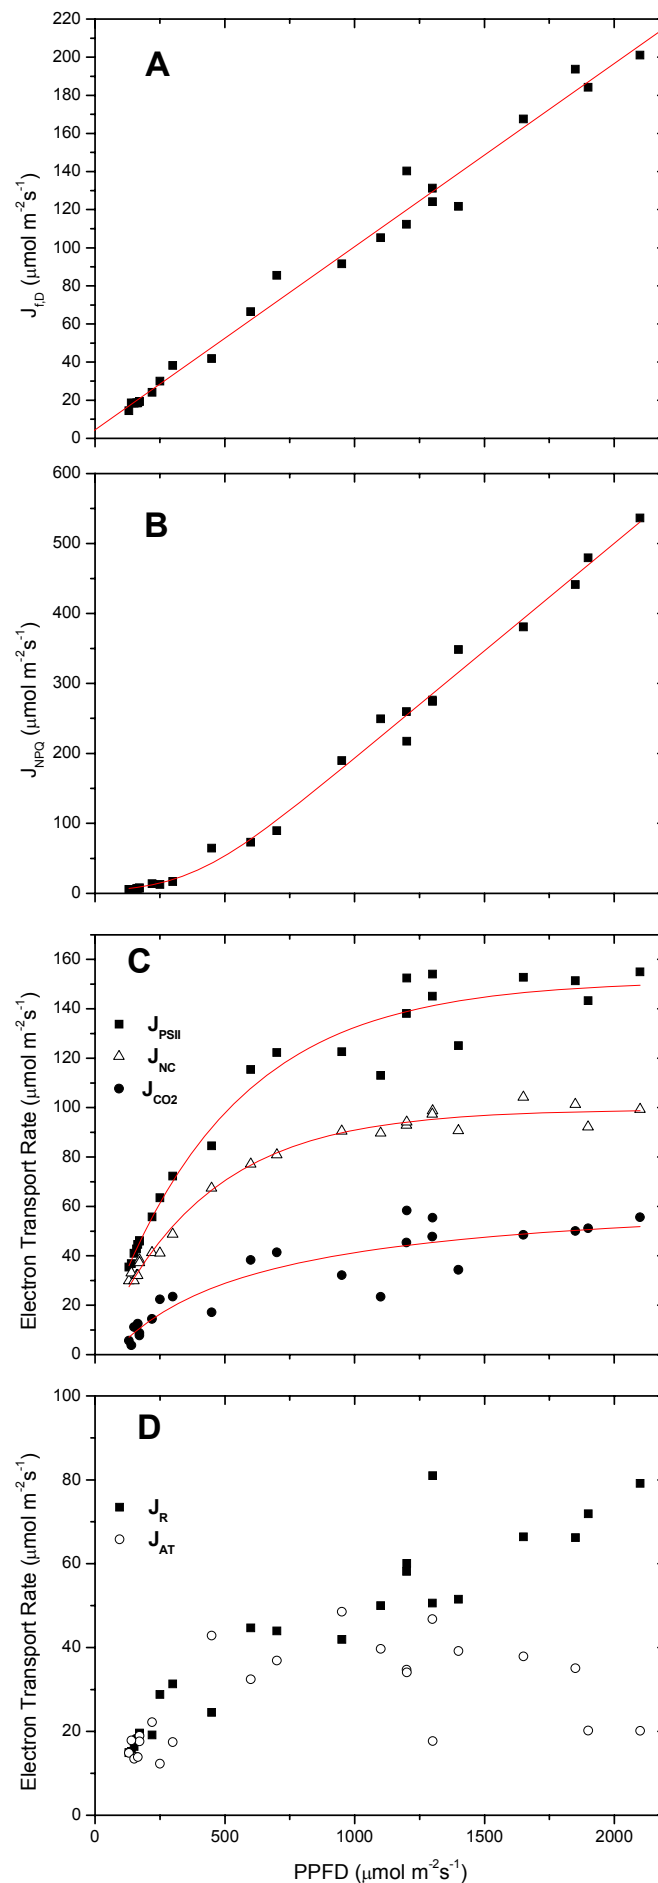 A
220
200
180
160
140
120
100
80
60
40
20
0
J_f,D (μmol m⁻²s⁻¹)
B
600
500
400
300
200
100
0
J_NPQ (μmol m⁻²s⁻¹)
C
160
140
120
100
80
60
40
20
0
J_PSII
J_NC
J_CO2
Electron Transport Rate (μmol m⁻²s⁻¹)
D
100
80
60
40
20
0
J_R
J_AT
Electron Transport Rate (μmol m⁻²s⁻¹)
0 500 1000 1500 2000
PPFD (μmol m⁻²s⁻¹)